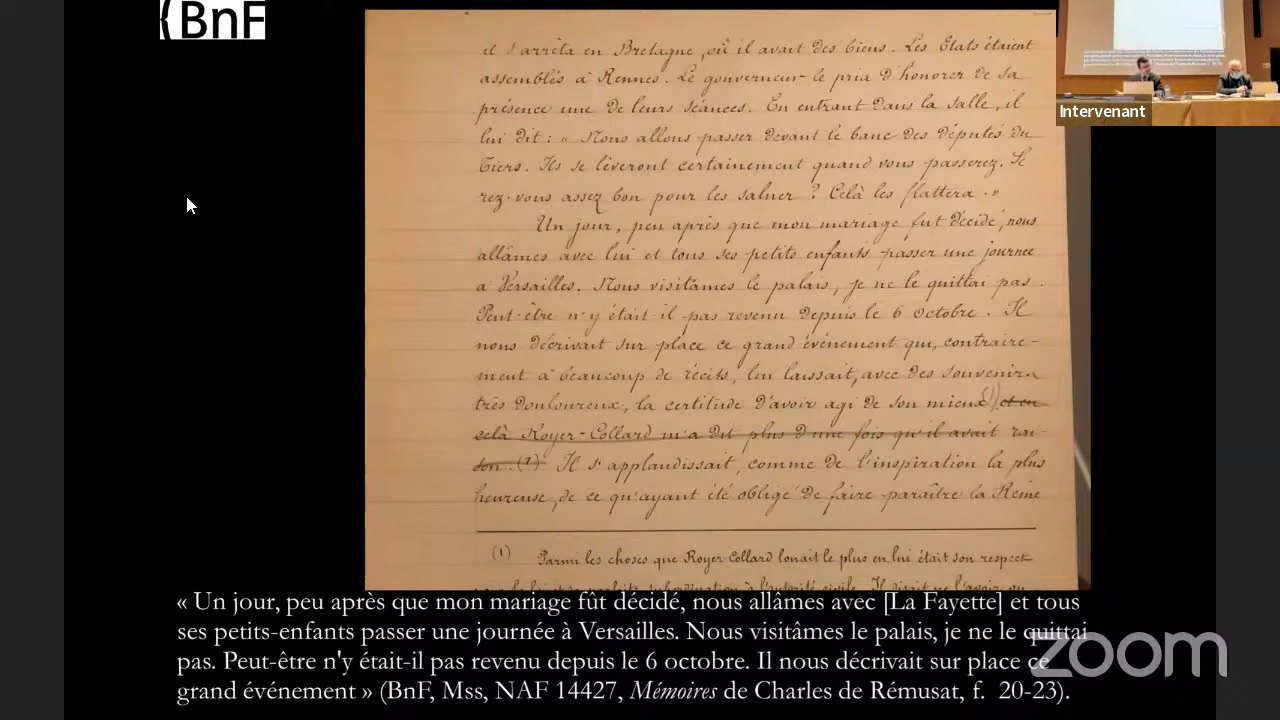 (BnF
il s'arrêta en Bretagne, où il avait des biens. Les Etats étaient
assemblés à Rennes. Le gouverneur le pria d'honorer de sa
présence une de leurs séances. En entrant dans la salle, il
lui dit : « Nous allons passer devant le banc des députés du
Tiers. Ils se lèveront certainement quand vous passerez. Se
rez-vous assez bon pour les saluer ? Celà les flattera. »
Un jour, peu après que mon mariage fut décidé, nous
allâmes avec lui et tous ses petits enfants passer une journée
à Versailles. Nous visitâmes le palais, je ne le quittai pas.
Peut-être n'y était-il pas revenu depuis le 6 octobre. Il
nous décrivait sur place ce grand événement qui, contraire-
ment à beaucoup de récits, lui laissait, avec des souvenirs
très douloureux, la certitude d'avoir agi de son mieux (1) et en
celà Royer-Collard m'a dit plus d'une fois qu'il avait rai-
son. (1) Il s'applaudissait, comme de l'inspiration la plus
heureuse, de ce qu'ayant été obligé de faire paraître la Reine
(1) Parmi les choses que Royer Collard louait le plus en lui était son respect
à l'autorité civile. Il disait
« Un jour, peu après que mon mariage fût décidé, nous allâmes avec [La Fayette] et tous
ses petits-enfants passer une journée à Versailles. Nous visitâmes le palais, je ne le quittai
pas. Peut-être n'y était-il pas revenu depuis le 6 octobre. Il nous décrivait sur place ce
grand événement » (BnF, Mss, NAF 14427, Mémoires de Charles de Rémusat, f. 20-23).
Intervenant
zoom